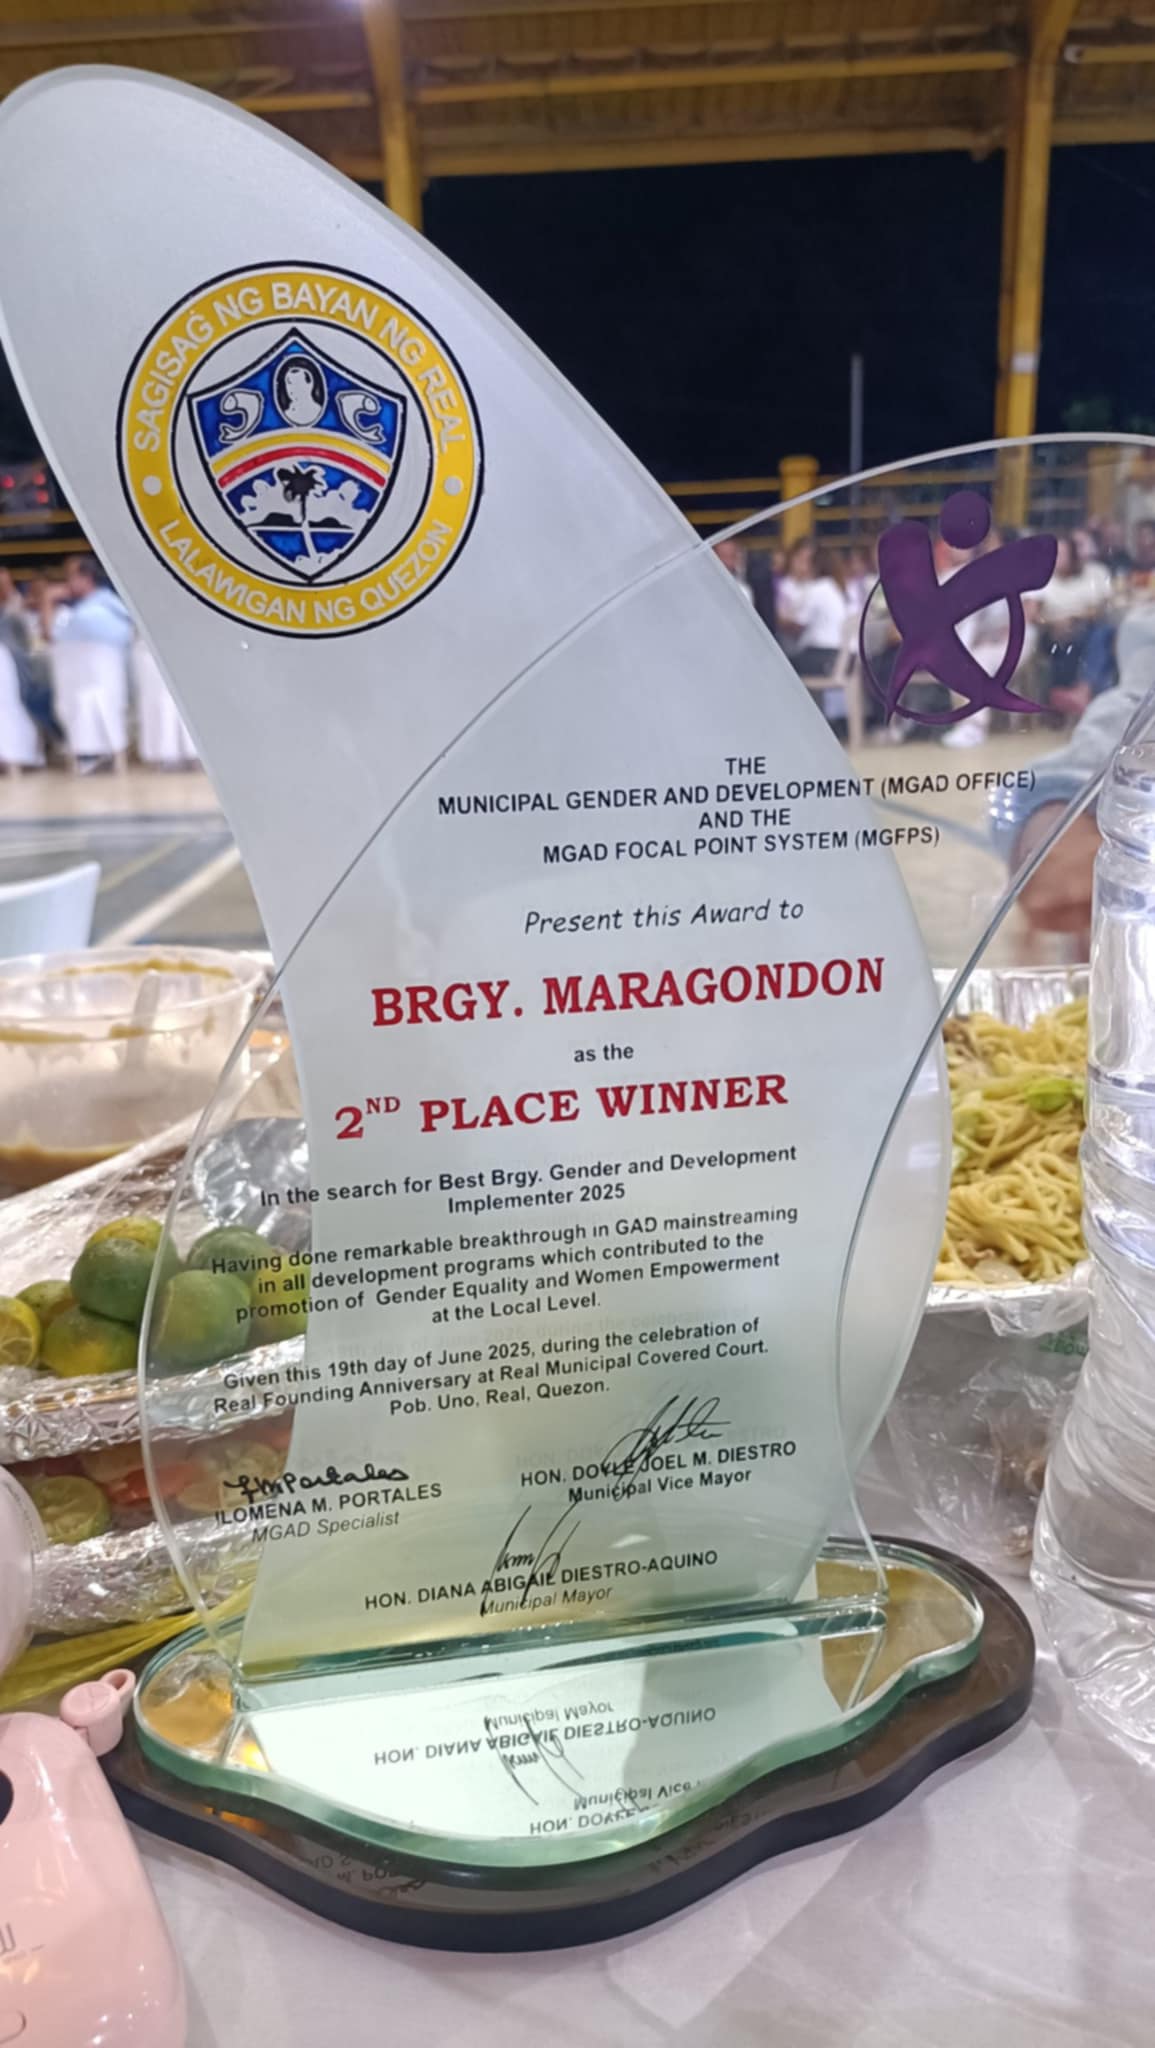 SAGISAG NG BAYAN NG REAL
LALAWIGAN NG QUEZON
THE
MUNICIPAL GENDER AND DEVELOPMENT (MGAD OFFICE)
AND THE
MGAD FOCAL POINT SYSTEM (MGFPS)
Present this Award to
BRGY. MARAGONDON
as the
2ND PLACE WINNER
In the search for Best Brgy. Gender and Development
Implementer 2025
Having done remarkable breakthrough in GAD mainstreaming
in all development programs which contributed to the
promotion of Gender Equality and Women Empowerment
at the Local Level.
Given this 19th day of June 2025, during the celebration of
Real Founding Anniversary at Real Municipal Covered Court.
Pob. Uno, Real, Quezon.
HON. DOYLE JOEL M. DIESTRO
Municipal Vice Mayor
FMPortales
ILOMENA M. PORTALES
MGAD Specialist
HON. DIANA ABIGAIL DIESTRO-AQUINO
Municipal Mayor